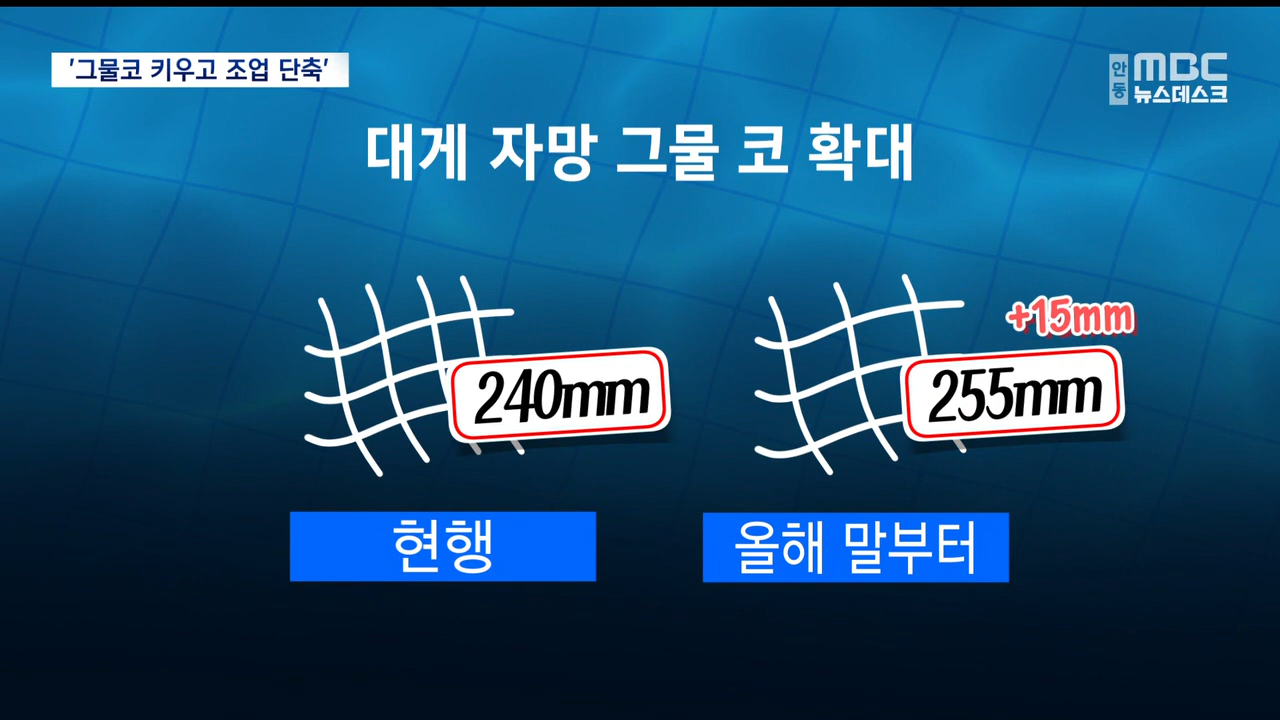 '그물코 키우고 조업 단축'
안동 MBC 뉴스데스크
대게 자망 그물 코 확대
+15mm
240mm
255mm
현행
올해 말부터